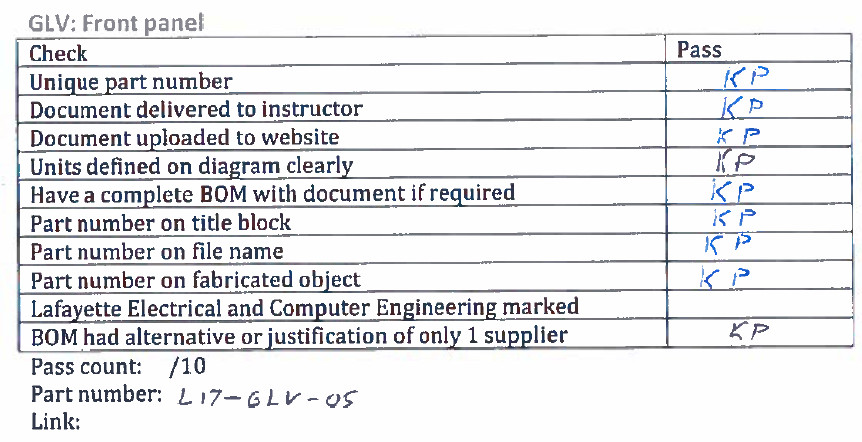 GLV: Front panel
Check Pass
Unique part number KP
Document delivered to instructor KP
Document uploaded to website KP
Units defined on diagram clearly KP
Have a complete BOM with document if required KP
Part number on title block KP
Part number on file name KP
Part number on fabricated object KP
Lafayette Electrical and Computer Engineering marked
BOM had alternative or justification of only 1 supplier KP
Pass count: /10
Part number: L17-GLV-05
Link: